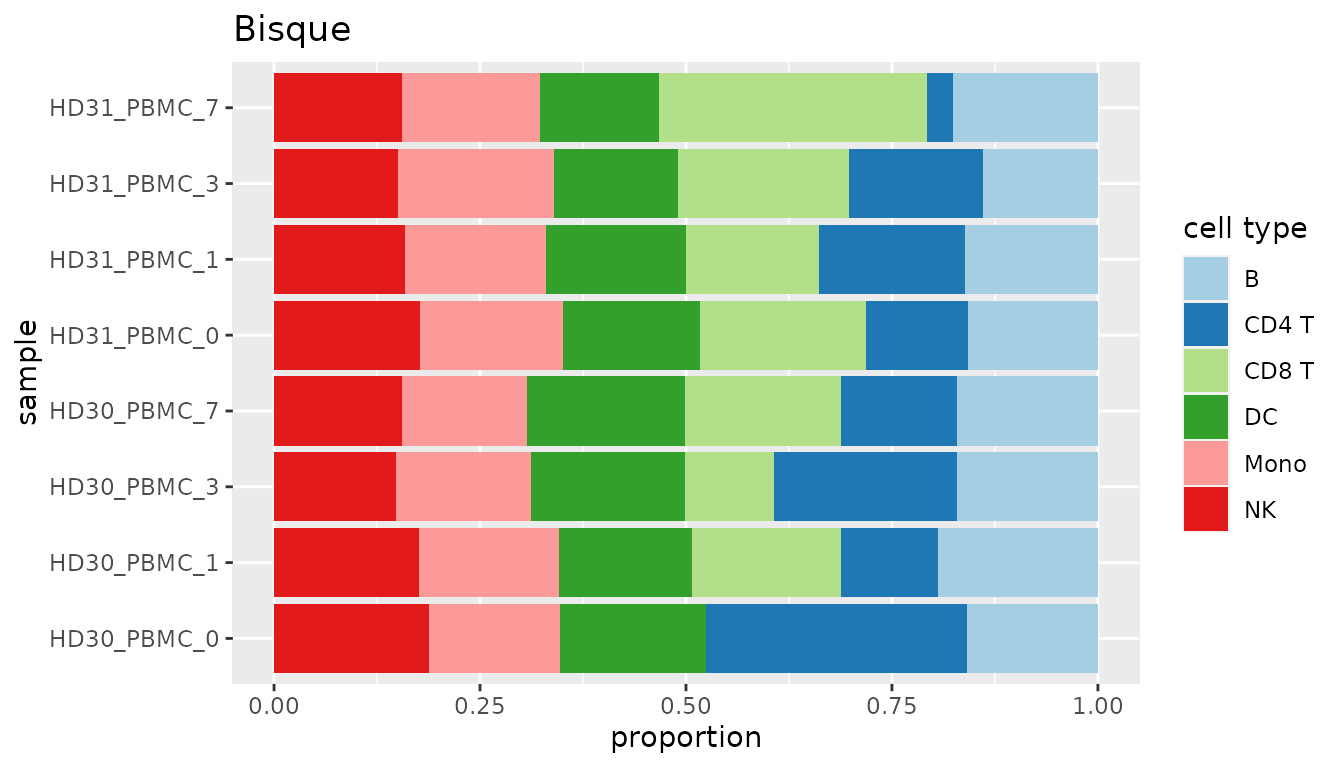 Bisque
sample
HD31_PBMC_7
HD31_PBMC_3
HD31_PBMC_1
HD31_PBMC_0
HD30_PBMC_7
HD30_PBMC_3
HD30_PBMC_1
HD30_PBMC_0
0.00 0.25 0.50 0.75 1.00
proportion
cell type
B
CD4 T
CD8 T
DC
Mono
NK